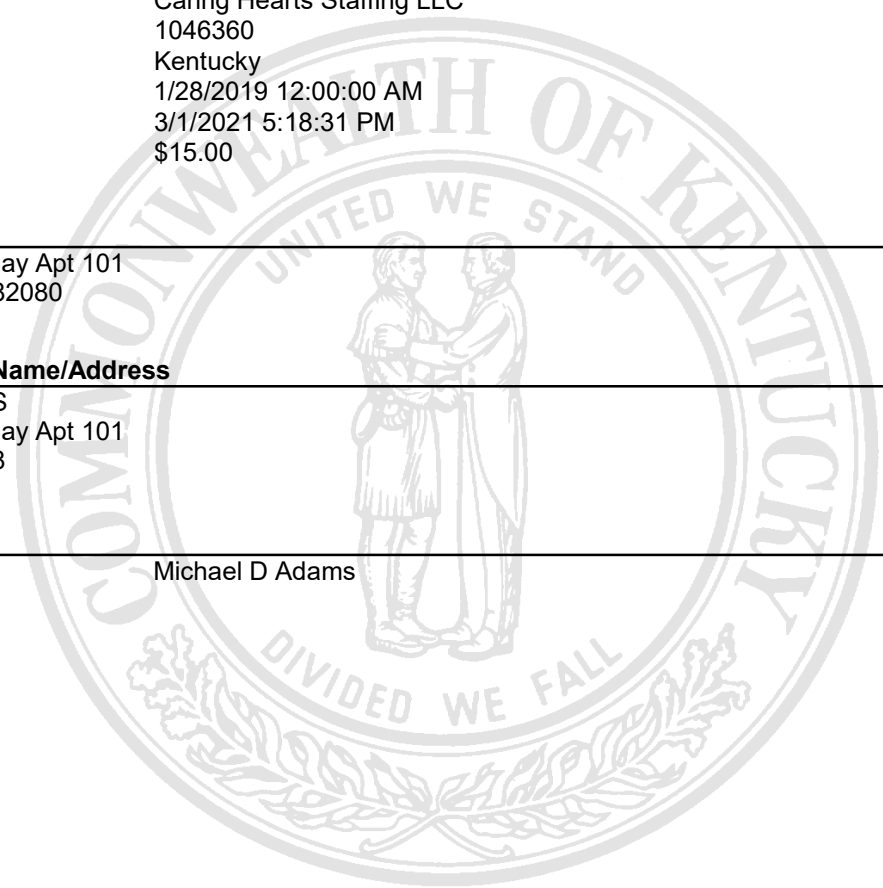 Caring Hearts Staffing LLC
1046360
Kentucky
1/28/2019 12:00:00 AM
3/1/2021 5:18:31 PM
$15.00
ay Apt 101
32080
Name/Address
S
ay Apt 101
3
Michael D Adams
COMMONWEALTH OF KENTUCKY
UNITED WE STAND
DIVIDED WE FALL